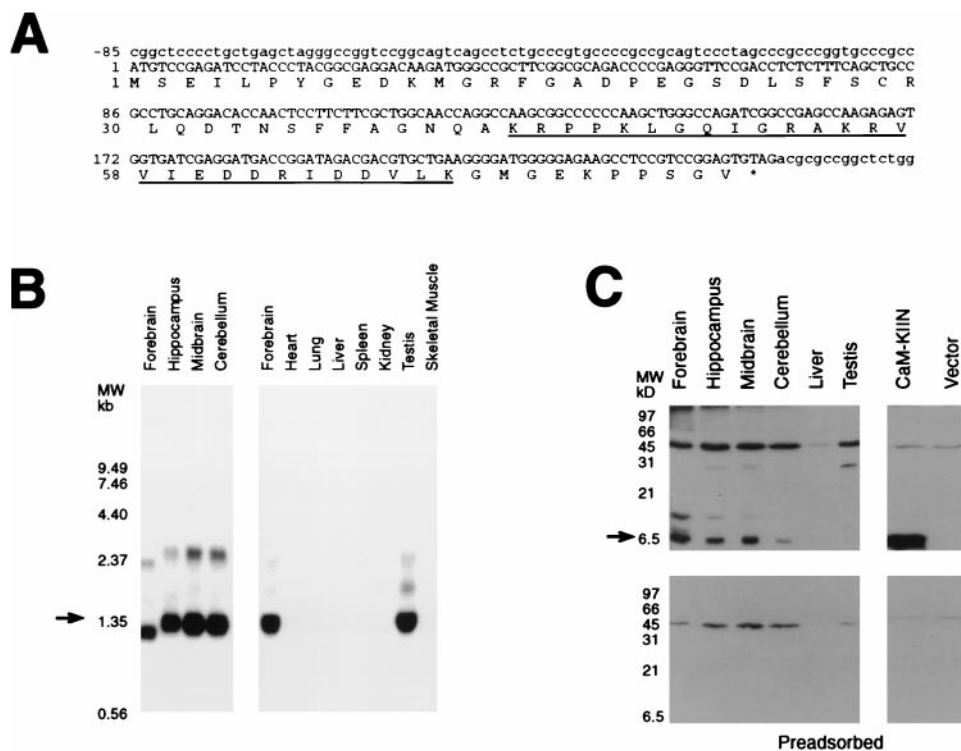 A
-85 cggctcccctgctgagctagggccggtccggcagtcagcctctgcccgtgccccgccgcagtccctagcccgcccggtgcccgcc
1 ATGTCCGAGATCCTACCCTACGGCGAGGACAAGATGGGCCGCTTCGGCGCAGACCCCGAGGGTTCCGACCTCTCTTTCAGCTGCC
1 M S E I L P Y G E D K M G R F G A D P E G S D L S F S C R
86 GCCTGCAGGACACCAACTCCTTCTTCGCTGGCAACCAGGCCAAGCGGCCCCCCAAGCTGGGCCAGATCGGCCGAGCCAAGAGAGT
30 L Q D T N S F F A G N Q A K R P P K L G Q I G R A K R V
172 GGTGATCGAGGATGACCGGATAGACGACGTGCTGAAGGGGATGGGGGAGAAGCCTCCGTCCGGAGTGTAGacgcgccggctctgg
58 V I E D D R I D D V L K G M G E K P P S G V *
B
Forebrain
Hippocampus
Midbrain
Cerebellum
Forebrain
Heart
Lung
Liver
Spleen
Kidney
Testis
Skeletal Muscle
MW
kb
9.49
7.46
4.40
2.37
1.35
0.56
C
Forebrain
Hippocampus
Midbrain
Cerebellum
Liver
Testis
CaM-KIIN
Vector
MW
kD
97
66
45
31
21
6.5
97
66
45
31
21
6.5
Preadsorbed